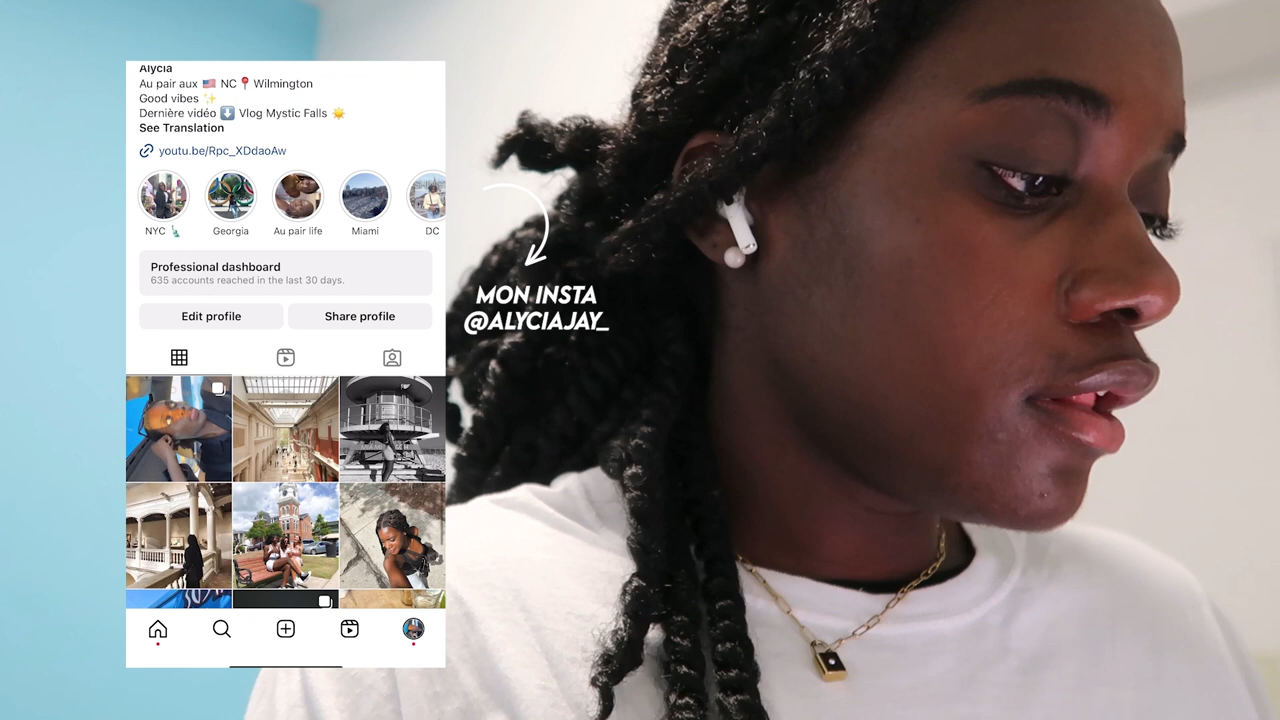 Alycia
Au pair aux 🇺🇸 NC📍Wilmington
Good vibes ✨
Dernière vidéo ⬇️ Vlog Mystic Falls ☀️
See Translation
youtu.be/Rpc_XDdaoAw
NYC 🗽
Georgia
Au pair life
Miami
DC
Professional dashboard
635 accounts reached in the last 30 days.
Edit profile
Share profile
MON INSTA
@ALYCIAJAY_